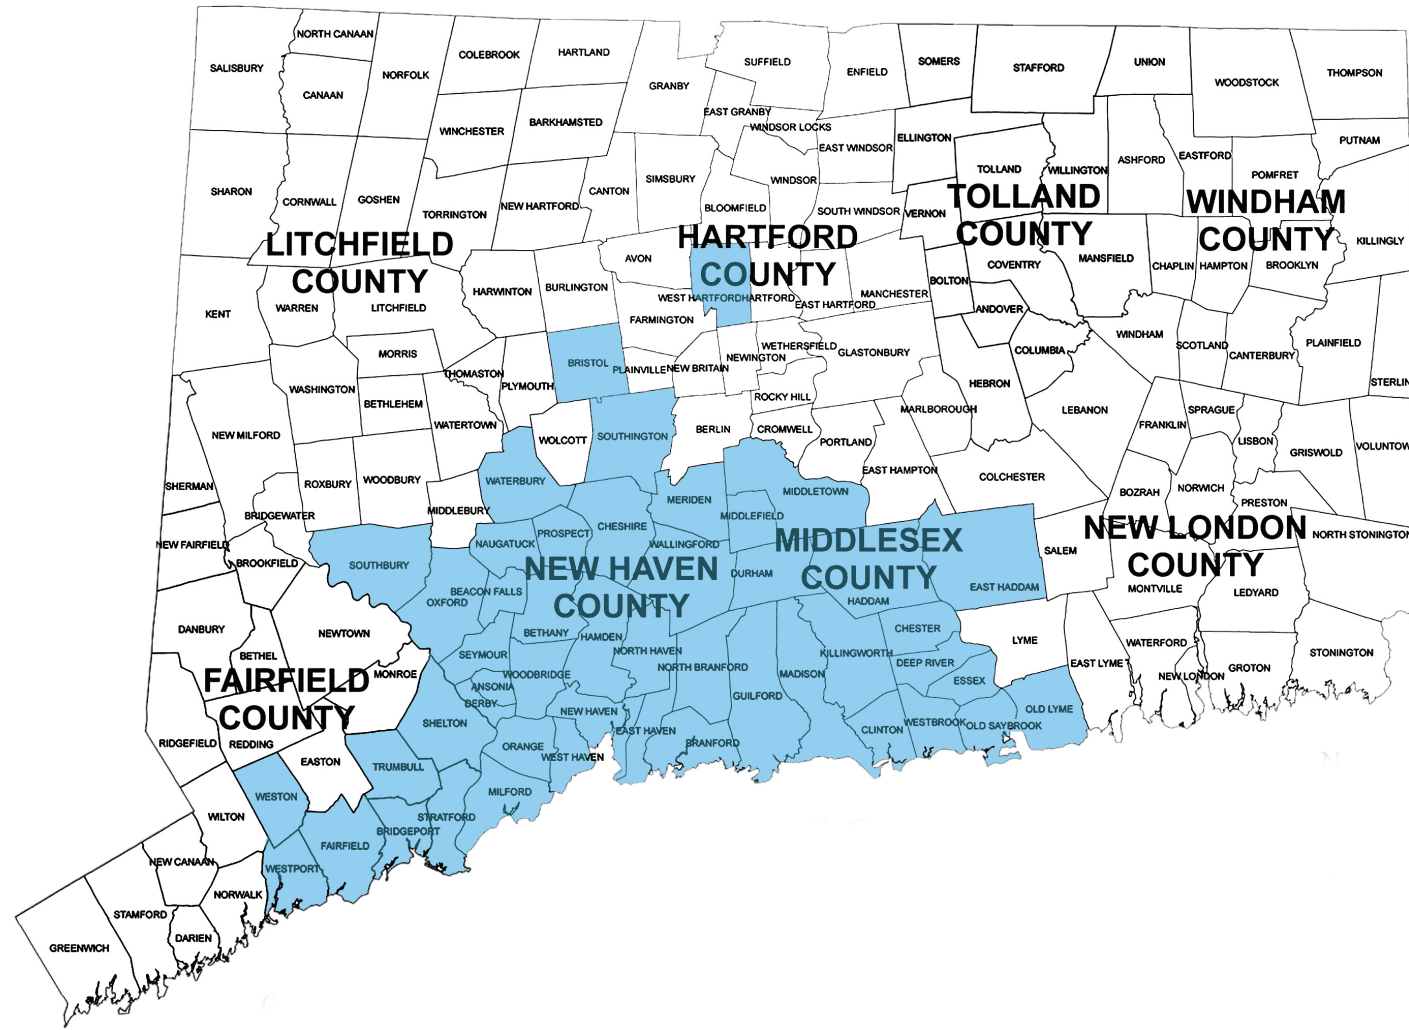 NORTH CANAAN
SALISBURY
CANAAN
NORFOLK
COLEBROOK
HARTLAND
GRANBY
SUFFIELD
ENFIELD
SOMERS
STAFFORD
UNION
WOODSTOCK
THOMPSON
WINCHESTER
BARKHAMSTED
EAST GRANBY
WINDSOR LOCKS
EAST WINDSOR
ELLINGTON
PUTNAM
SHARON
CORNWALL
GOSHEN
TORRINGTON
NEW HARTFORD
CANTON
SIMSBURY
BLOOMFIELD
WINDSOR
SOUTH WINDSOR
VERNON
TOLLAND
WILLINGTON
ASHFORD
EASTFORD
POMFRET
LITCHFIELD
COUNTY
HARTFORD
COUNTY
TOLLAND
COUNTY
WINDHAM
COUNTY
KILLINGLY
KENT
WARREN
LITCHFIELD
HARWINTON
BURLINGTON
AVON
WEST HARTFORD
HARTFORD
EAST HARTFORD
MANCHESTER
BOLTON
COVENTRY
MANSFIELD
CHAPLIN
HAMPTON
BROOKLYN
FARMINGTON
ANDOVER
WINDHAM
SCOTLAND
CANTERBURY
PLAINFIELD
STERLIN
MORRIS
THOMASTON
PLYMOUTH
BRISTOL
PLAINVILLE
NEW BRITAIN
NEWINGTON
WETHERSFIELD
GLASTONBURY
COLUMBIA
HEBRON
WASHINGTON
BETHLEHEM
WATERTOWN
WOLCOTT
SOUTHINGTON
BERLIN
ROCKY HILL
CROMWELL
PORTLAND
MARLBOROUGH
LEBANON
FRANKLIN
SPRAGUE
LISBON
GRISWOLD
VOLUNTOW
NEW MILFORD
SHERMAN
ROXBURY
WOODBURY
BRIDGEWATER
MIDDLEBURY
WATERBURY
MERIDEN
MIDDLETOWN
EAST HAMPTON
COLCHESTER
BOZRAH
NORWICH
PRESTON
NEW FAIRFIELD
BROOKFIELD
SOUTHBURY
NAUGATUCK
PROSPECT
CHESHIRE
WALLINGFORD
MIDDLEFIELD
DURHAM
MIDDLESEX
COUNTY
NEW HAVEN
COUNTY
NEW LONDON
COUNTY
HADDAM
EAST HADDAM
SALEM
MONTVILLE
LEDYARD
NORTH STONINGTON
DANBURY
BETHEL
NEWTOWN
MONROE
OXFORD
BEACON FALLS
SEYMOUR
BETHANY
WOODBRIDGE
ANSONIA
DERBY
HAMDEN
NORTH HAVEN
NORTH BRANFORD
GUILFORD
MADISON
KILLINGWORTH
CHESTER
DEEP RIVER
ESSEX
LYME
EAST LYME
WATERFORD
NEW LONDON
GROTON
STONINGTON
FAIRFIELD
COUNTY
RIDGEFIELD
REDDING
EASTON
SHELTON
TRUMBULL
ORANGE
NEW HAVEN
WEST HAVEN
EAST HAVEN
BRANFORD
CLINTON
WESTBROOK
OLD SAYBROOK
OLD LYME
WESTON
WILTON
MILFORD
STRATFORD
BRIDGEPORT
FAIRFIELD
WESTPORT
NEW CANAAN
NORWALK
STAMFORD
DARIEN
GREENWICH